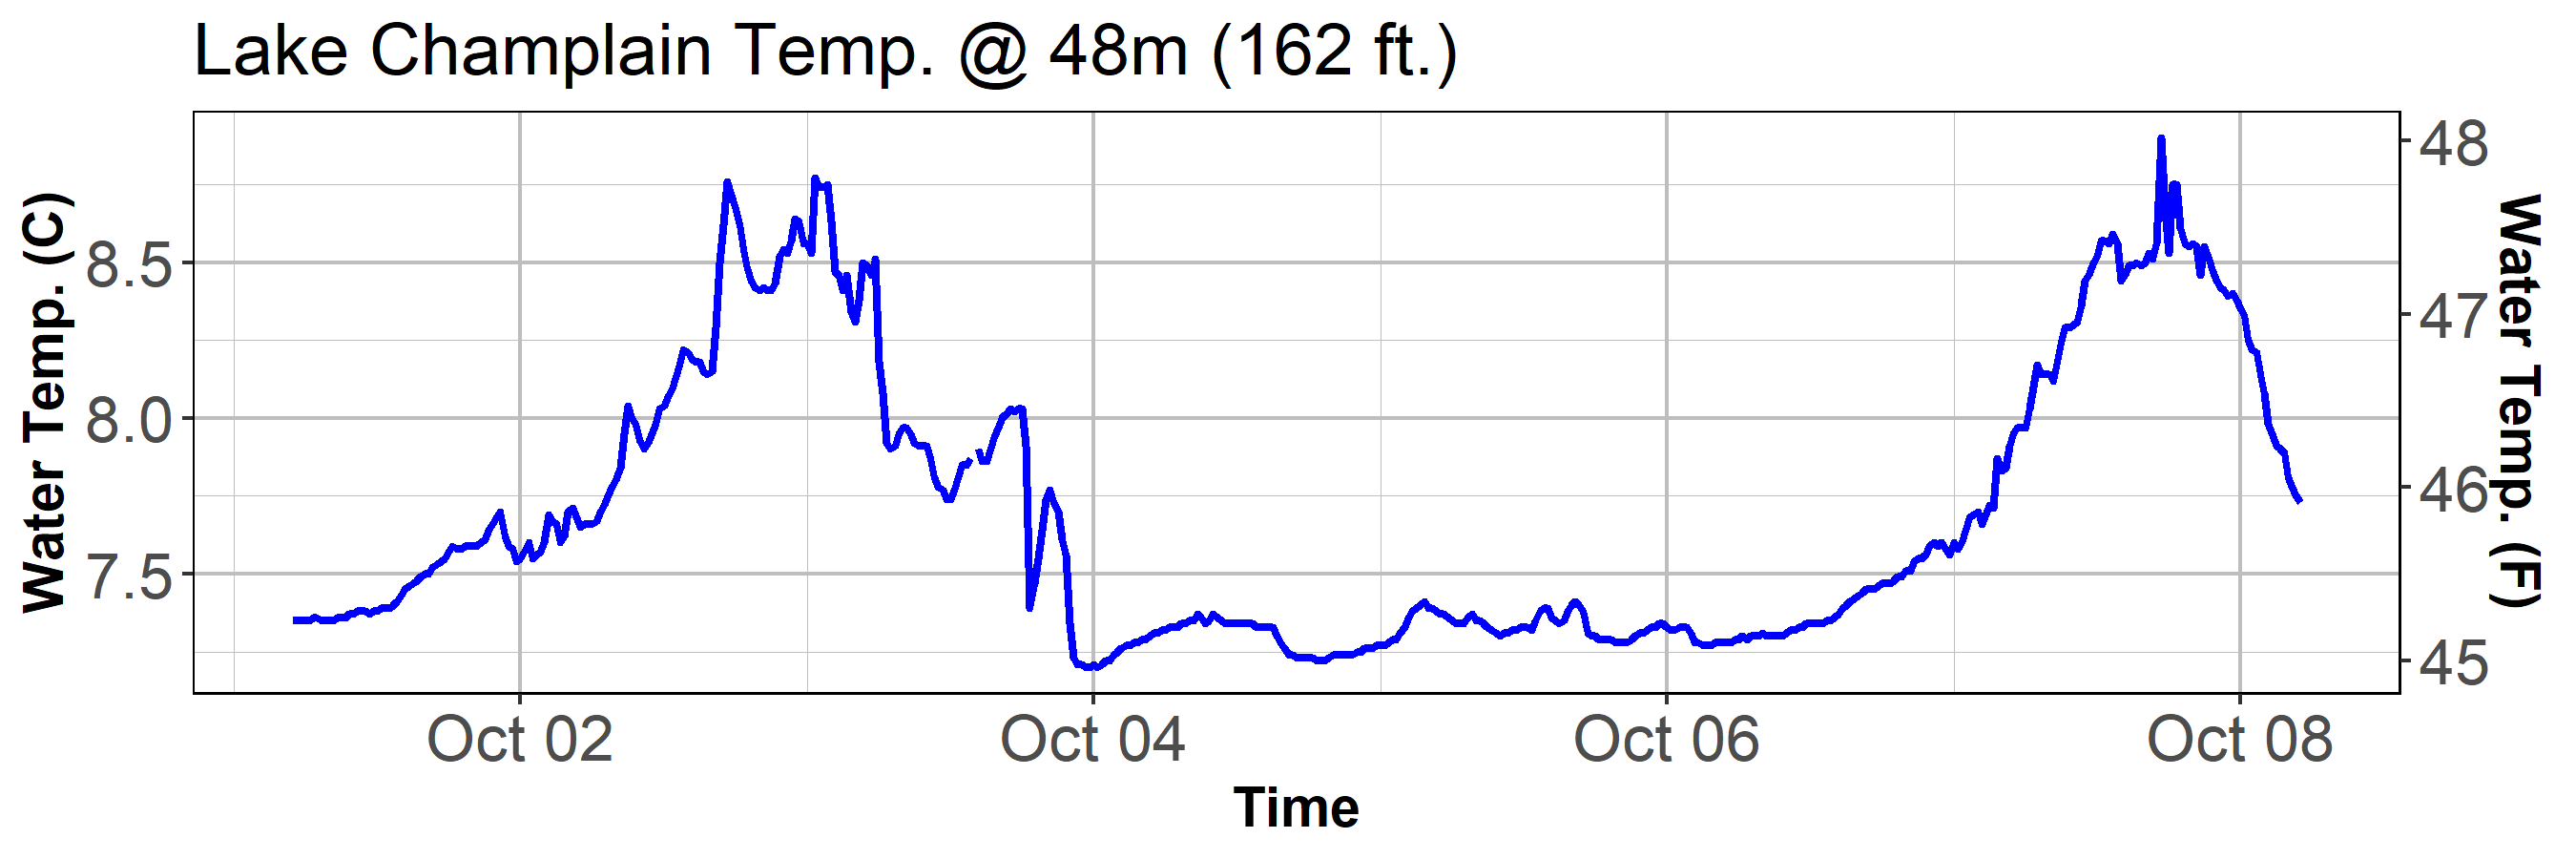 Lake Champlain Temp. @ 48m (162 ft.)
Water Temp. (C)
8.5
8.0
7.5
48
47
46
45
Water Temp. (F)
Oct 02 Oct 04 Oct 06 Oct 08
Time